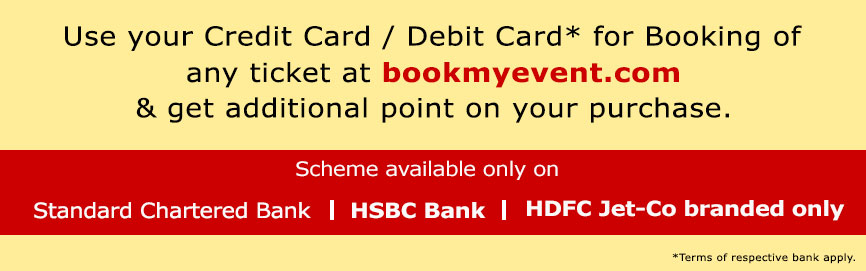 Use your Credit Card / Debit Card* for Booking of
any ticket at bookmyevent.com
& get additional point on your purchase.
Scheme available only on
Standard Chartered Bank | HSBC Bank | HDFC Jet-Co branded only
*Terms of respective bank apply.